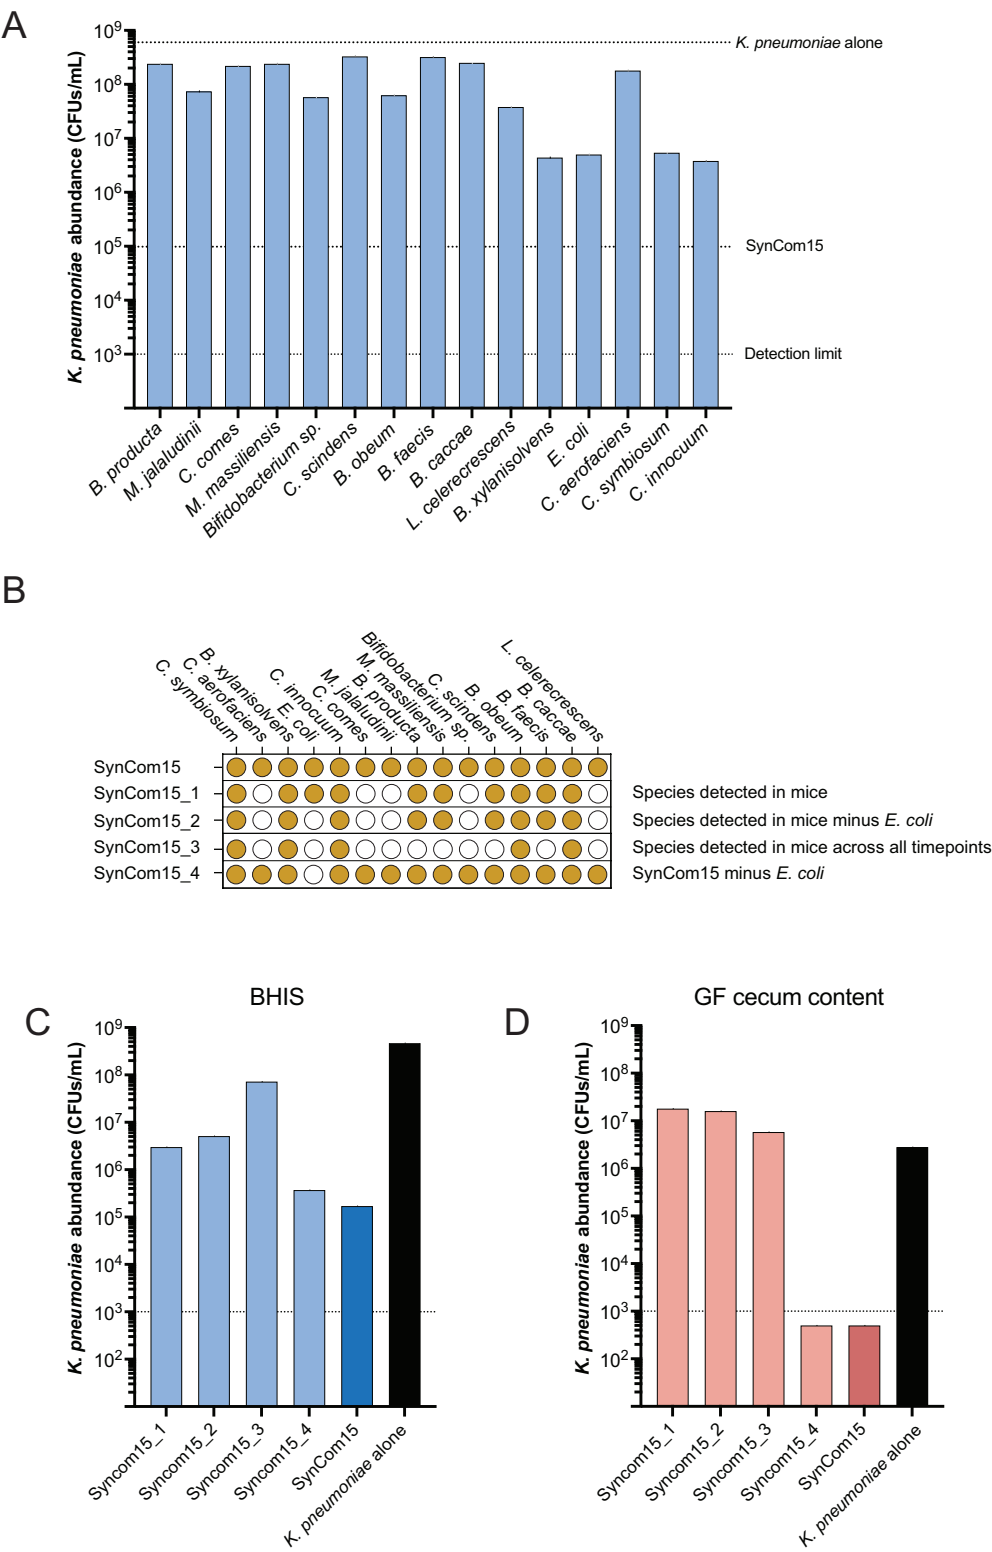 A
K. pneumoniae abundance (CFUs/mL)
10⁹
10⁸
10⁷
10⁶
10⁵
10⁴
10³
K. pneumoniae alone
SynCom15
Detection limit
B. producta
M. jalaludinii
C. comes
M. massiliensis
Bifidobacterium sp.
C. scindens
B. obeum
B. faecis
B. caccae
L. celerecrescens
B. xylanisolvens
E. coli
C. aerofaciens
C. symbiosum
C. innocuum
B
C. symbiosum
C. aerofaciens
B. xylanisolvens
E. coli
C. innocuum
C. comes
M. jalaludinii
B. producta
M. massiliensis
Bifidobacterium sp.
C. scindens
B. obeum
B. faecis
B. caccae
L. celerecrescens
SynCom15
SynCom15_1 Species detected in mice
SynCom15_2 Species detected in mice minus E. coli
SynCom15_3 Species detected in mice across all timepoints
SynCom15_4 SynCom15 minus E. coli
C
BHIS
K. pneumoniae abundance (CFUs/mL)
10⁹
10⁸
10⁷
10⁶
10⁵
10⁴
10³
10²
Syncom15_1
Syncom15_2
Syncom15_3
Syncom15_4
SynCom15
K. pneumoniae alone
D
GF cecum content
K. pneumoniae abundance (CFUs/mL)
10⁹
10⁸
10⁷
10⁶
10⁵
10⁴
10³
10²
Syncom15_1
Syncom15_2
Syncom15_3
Syncom15_4
SynCom15
K. pneumoniae alone